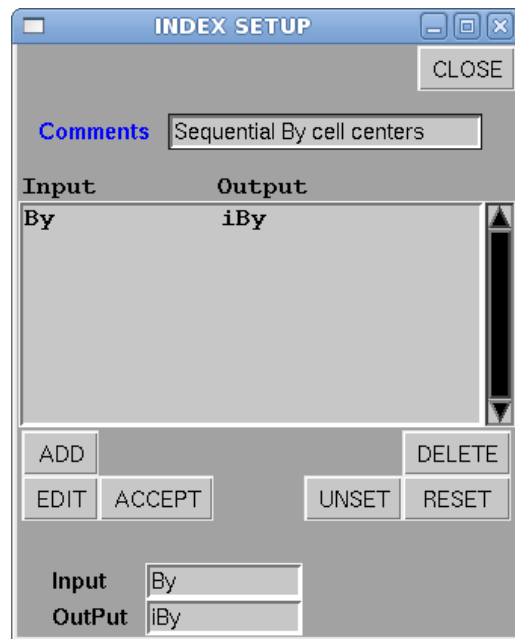 INDEX SETUP
CLOSE
Comments Sequential By cell centers
Input Output
By iBy
ADD DELETE
EDIT ACCEPT UNSET RESET
Input By
OutPut iBy